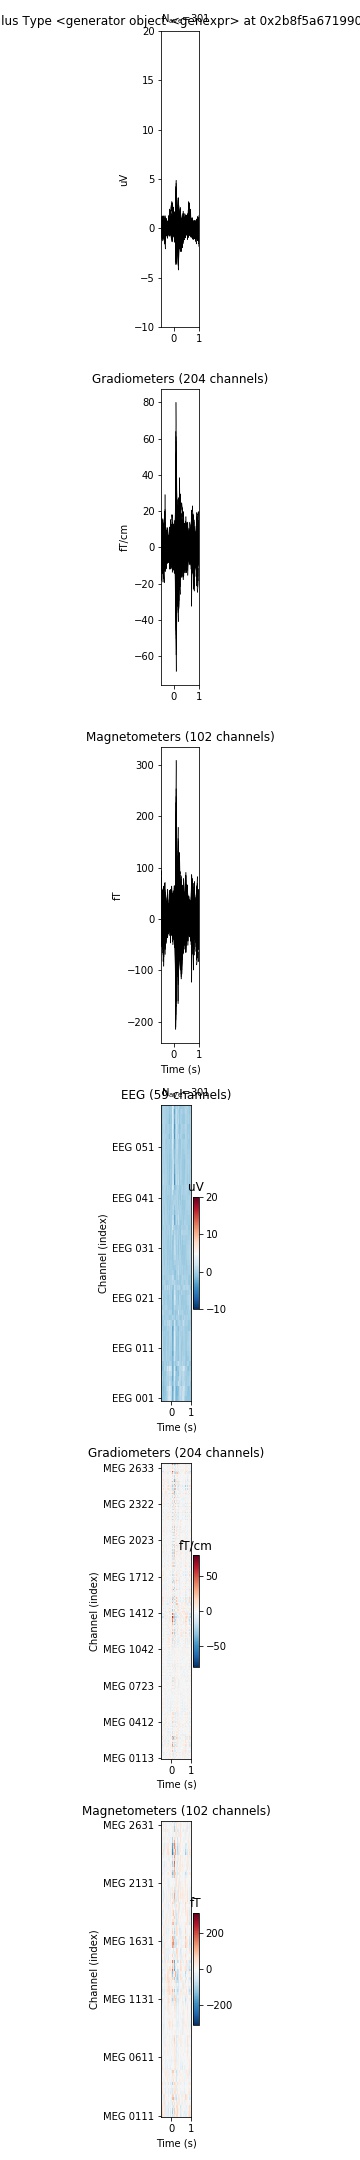 lus Type <generator object <genexpr> at 0x2b8f5a671990
20
15
10
5
uV
0
−5
−10
0 1
Gradiometers (204 channels)
80
60
40
20
fT/cm
0
−20
−40
−60
0 1
Magnetometers (102 channels)
300
200
100
fT
0
−100
−200
0 1
Time (s)
EEG (59 channels)
EEG 051
uV
EEG 041
20
10
EEG 031
Channel (index)
0
EEG 021
−10
EEG 011
EEG 001
0 1
Time (s)
Gradiometers (204 channels)
MEG 2633
MEG 2322
MEG 2023
fT/cm
MEG 1712
50
MEG 1412
0
Channel (index)
MEG 1042
−50
MEG 0723
MEG 0412
MEG 0113
0 1
Time (s)
Magnetometers (102 channels)
MEG 2631
MEG 2131
fT
200
MEG 1631
Channel (index)
0
MEG 1131
−200
MEG 0611
MEG 0111
0 1
Time (s)